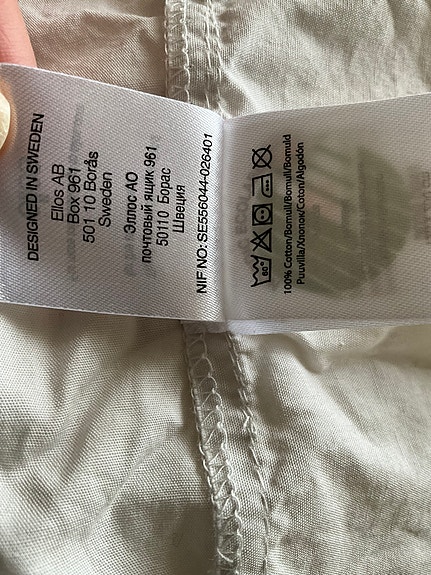 DESIGNED IN SWEDEN
Ellos AB
Box 961
501 10 Borås
Sweden
Эллос АО
почтовый ящик 961
50110 Борас
Швеция
NIF NO: SE556044-026401
60°
100% Cotton/Bomull/Bomull/Bomuld
Puuvilla/Хлопок/Coton/Algodón